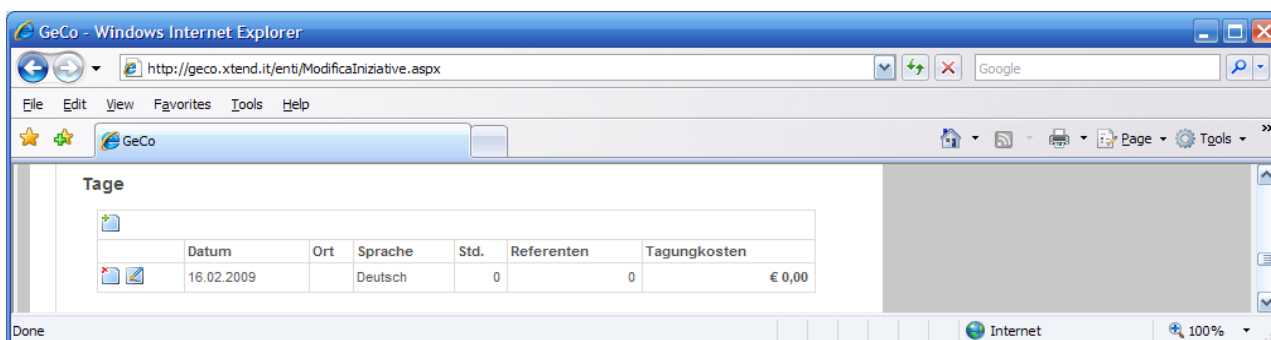 GeCo - Windows Internet Explorer
http://geco.xtend.it/enti/ModificaIniziative.aspx Google
File Edit View Favorites Tools Help
GeCo Page Tools »
Tage
Datum Ort Sprache Std. Referenten Tagungkosten
16.02.2009 Deutsch 0 0 € 0,00
Done Internet 100%